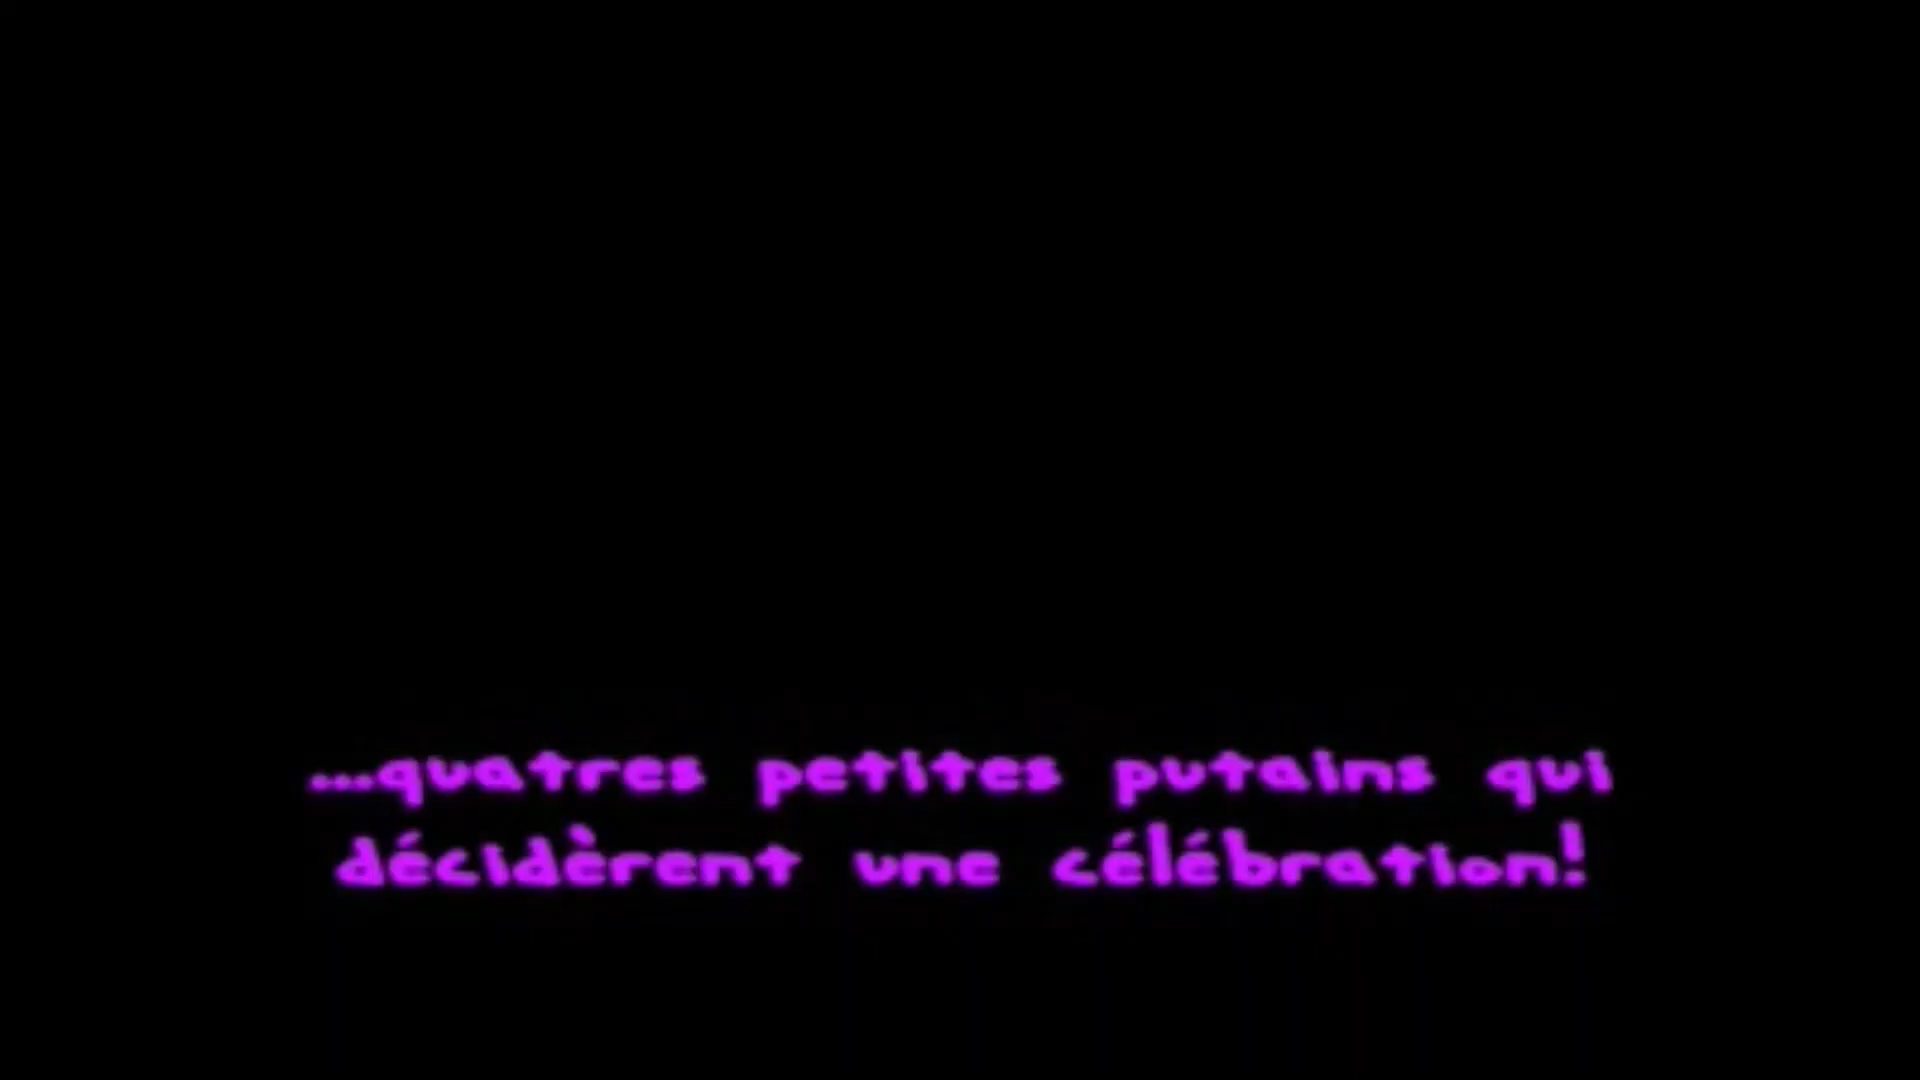 ...quatres petites putains qui
décidèrent une célébration!